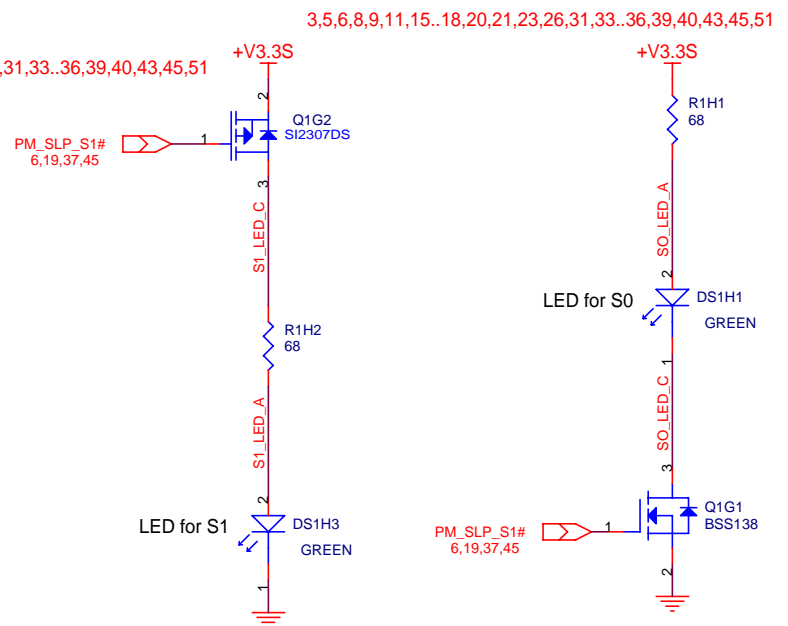 3,5,6,8,9,11,15..18,20,21,23,26,31,33..36,39,40,43,45,51
,31,33..36,39,40,43,45,51
+V3.3S
2
Q1G2
SI2307DS
PM_SLP_S1#
6,19,37,45
1
3
S1_LED_C
R1H2
68
S1_LED_A
2
LED for S1
DS1H3
GREEN
1
+V3.3S
R1H1
68
SO_LED_A
2
LED for S0
DS1H1
GREEN
1
SO_LED_C
3
Q1G1
BSS138
PM_SLP_S1#
6,19,37,45
1
2